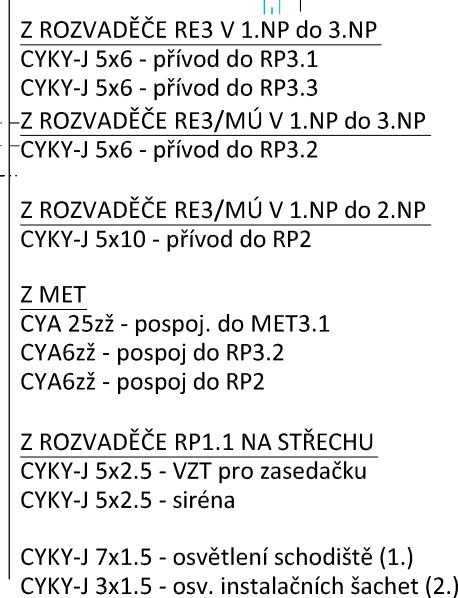 Z ROZVADĚČE RE3 V 1.NP do 3.NP
CYKY-J 5x6 - přívod do RP3.1
CYKY-J 5x6 - přívod do RP3.3
Z ROZVADĚČE RE3/MÚ V 1.NP do 3.NP
CYKY-J 5x6 - přívod do RP3.2
Z ROZVADĚČE RE3/MÚ V 1.NP do 2.NP
CYKY-J 5x10 - přívod do RP2
Z MET
CYA 25zž - pospoj. do MET3.1
CYA6zž - pospoj do RP3.2
CYA6zž - pospoj do RP2
Z ROZVADĚČE RP1.1 NA STŘECHU
CYKY-J 5x2.5 - VZT pro zasedačku
CYKY-J 5x2.5 - siréna
CYKY-J 7x1.5 - osvětlení schodiště (1.)
CYKY-J 3x1.5 - osv. instalačních šachet (2.)